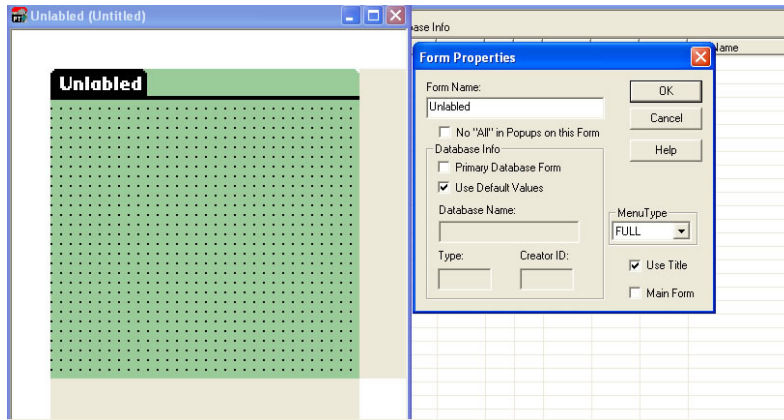 Unlabled (Untitled)
ase Info
Name
Unlabled
Form Properties
Form Name:
Unlabled
No "All" in Popups on this Form
Database Info
Primary Database Form
Use Default Values
Database Name:
Type:
Creator ID:
OK
Cancel
Help
MenuType
FULL
Use Title
Main Form